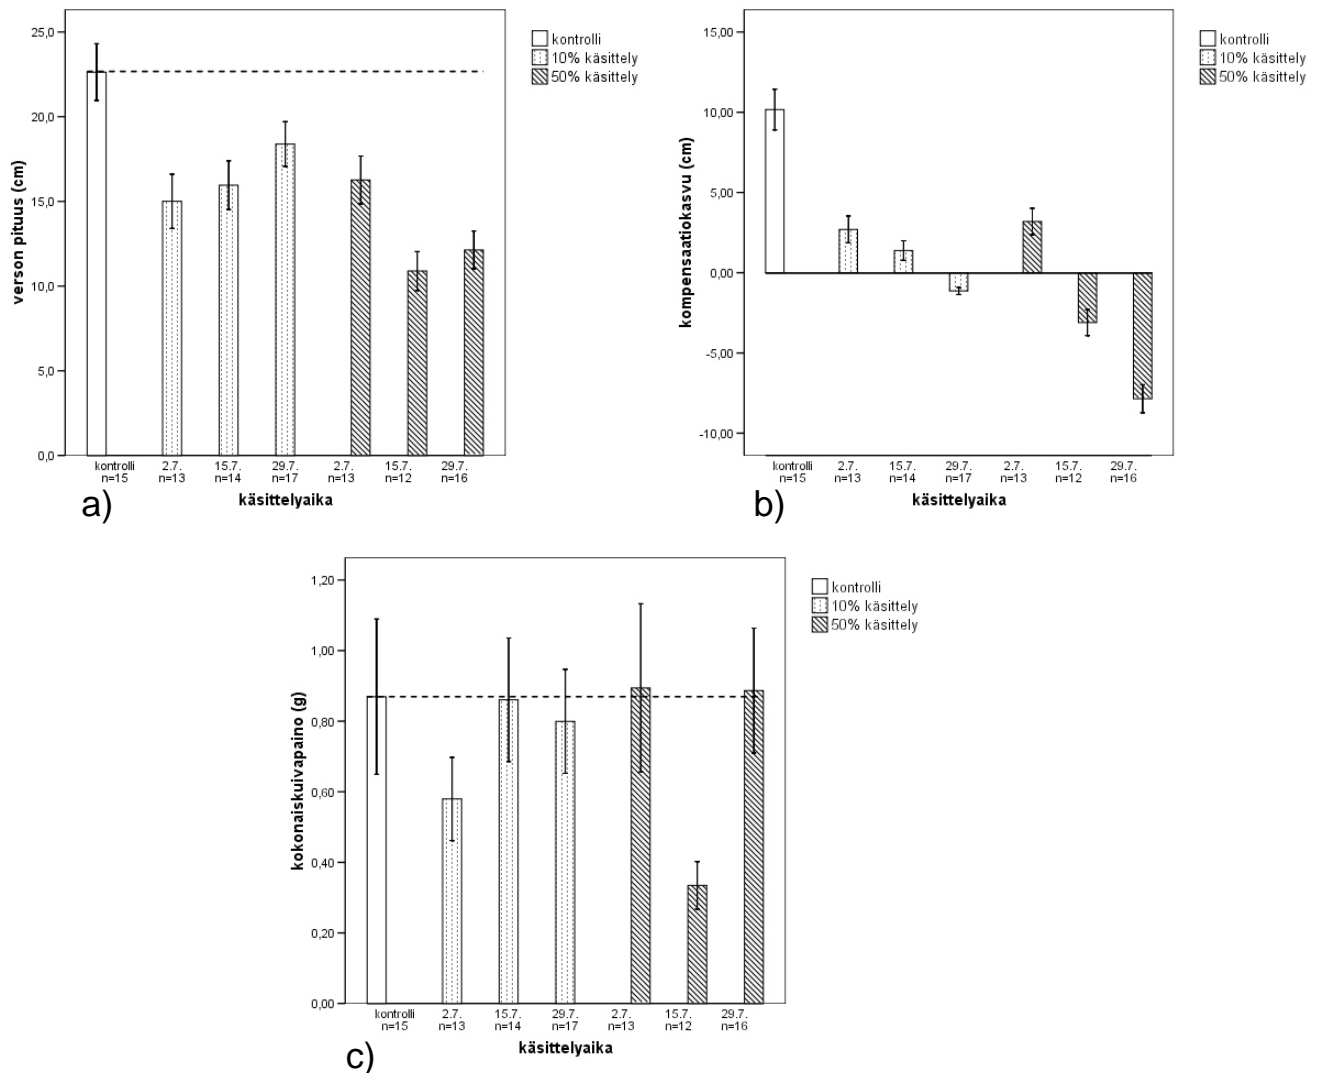 25,0
20,0
15,0
10,0
5,0
0,0
verson pituus (cm)
kontrolli
10% käsittely
50% käsittely
kontrolli 2.7. 15.7. 29.7. 2.7. 15.7. 29.7.
n=15 n=13 n=14 n=17 n=13 n=12 n=16
käsittelyaika
a)
15,00
10,00
5,00
0,00
-5,00
-10,00
kompensaatiokasvu (cm)
kontrolli
10% käsittely
50% käsittely
kontrolli 2.7. 15.7. 29.7. 2.7. 15.7. 29.7.
n=15 n=13 n=14 n=17 n=13 n=12 n=16
käsittelyaika
b)
1,20
1,00
0,80
0,60
0,40
0,20
0,00
kokonaiskuivapaino (g)
kontrolli
10% käsittely
50% käsittely
kontrolli 2.7. 15.7. 29.7. 2.7. 15.7. 29.7.
n=15 n=13 n=14 n=17 n=13 n=12 n=16
käsittelyaika
c)